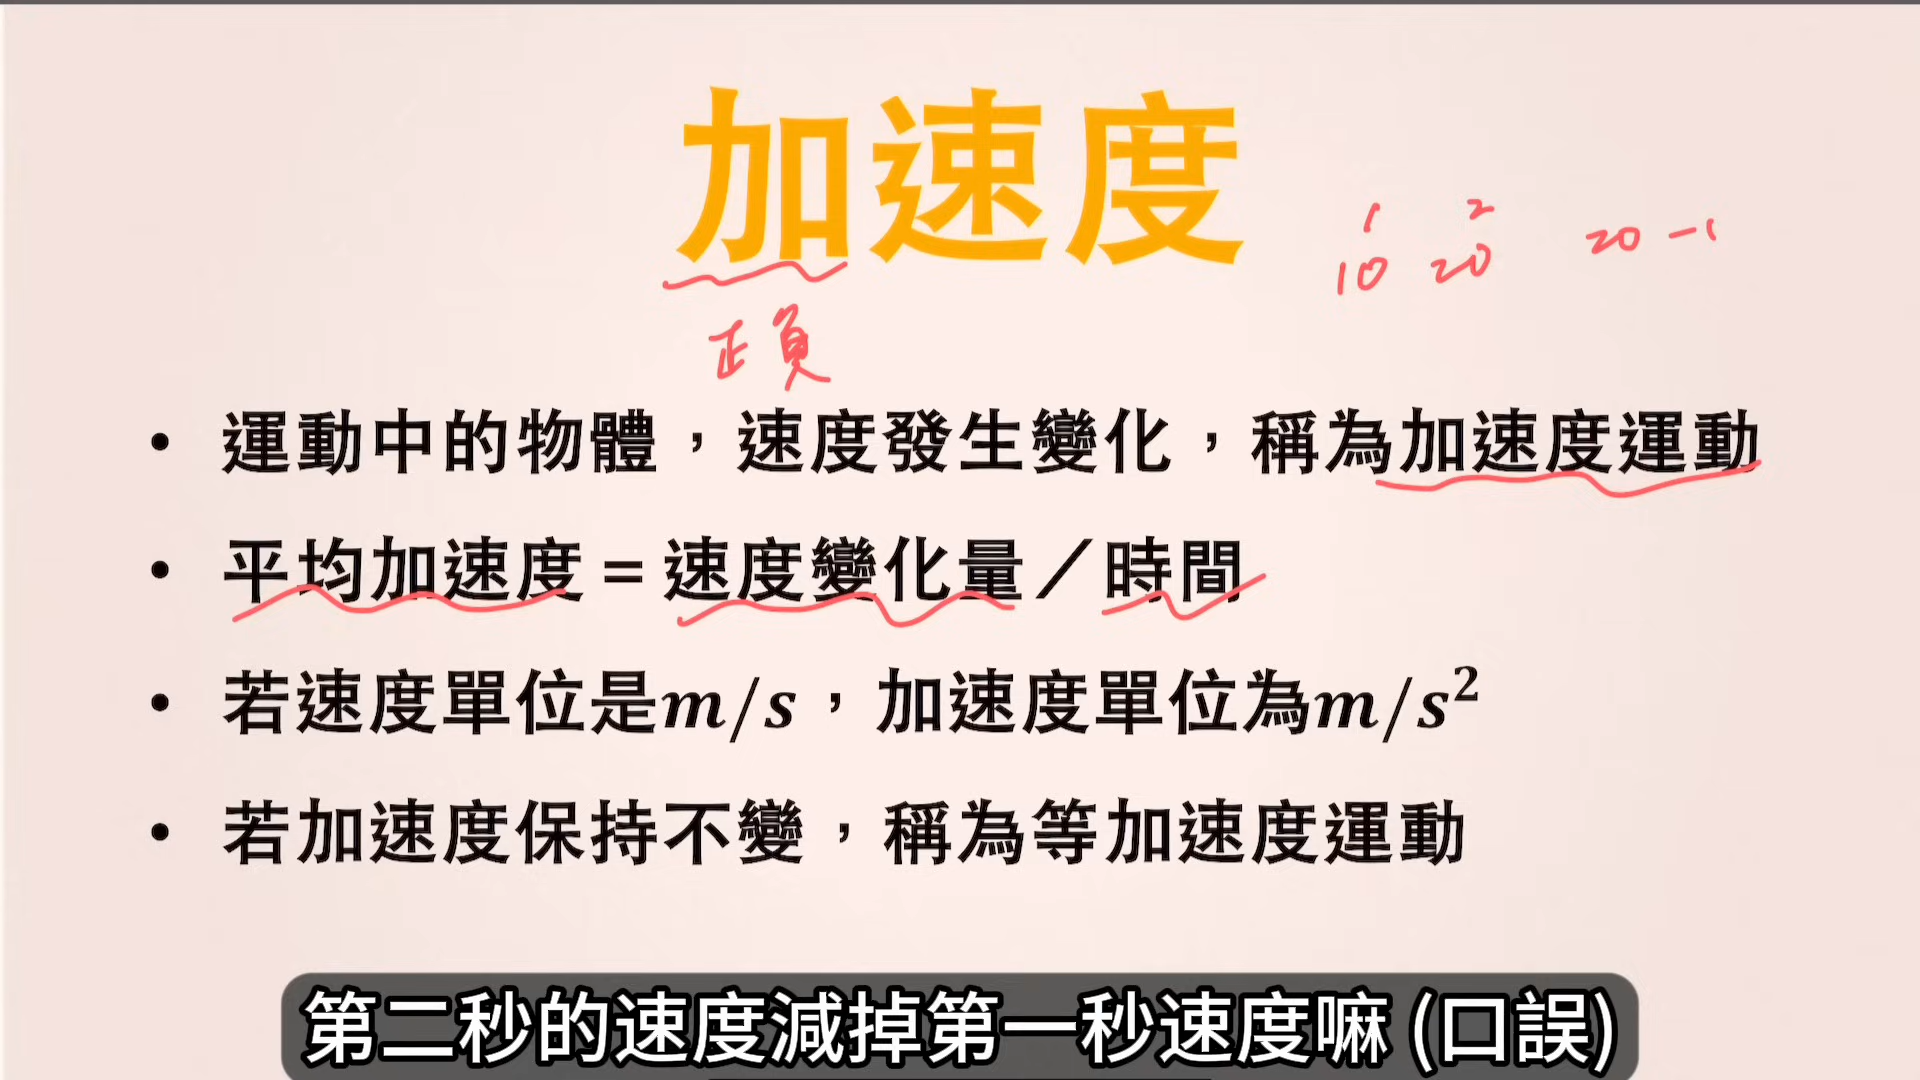 加速度
1 2
10 20 20-1
正負
• 運動中的物體，速度發生變化，稱為加速度運動
• 平均加速度＝速度變化量／時間
• 若速度單位是m/s，加速度單位為m/s²
• 若加速度保持不變，稱為等加速度運動
第二秒的速度減掉第一秒速度嘛 (口誤)